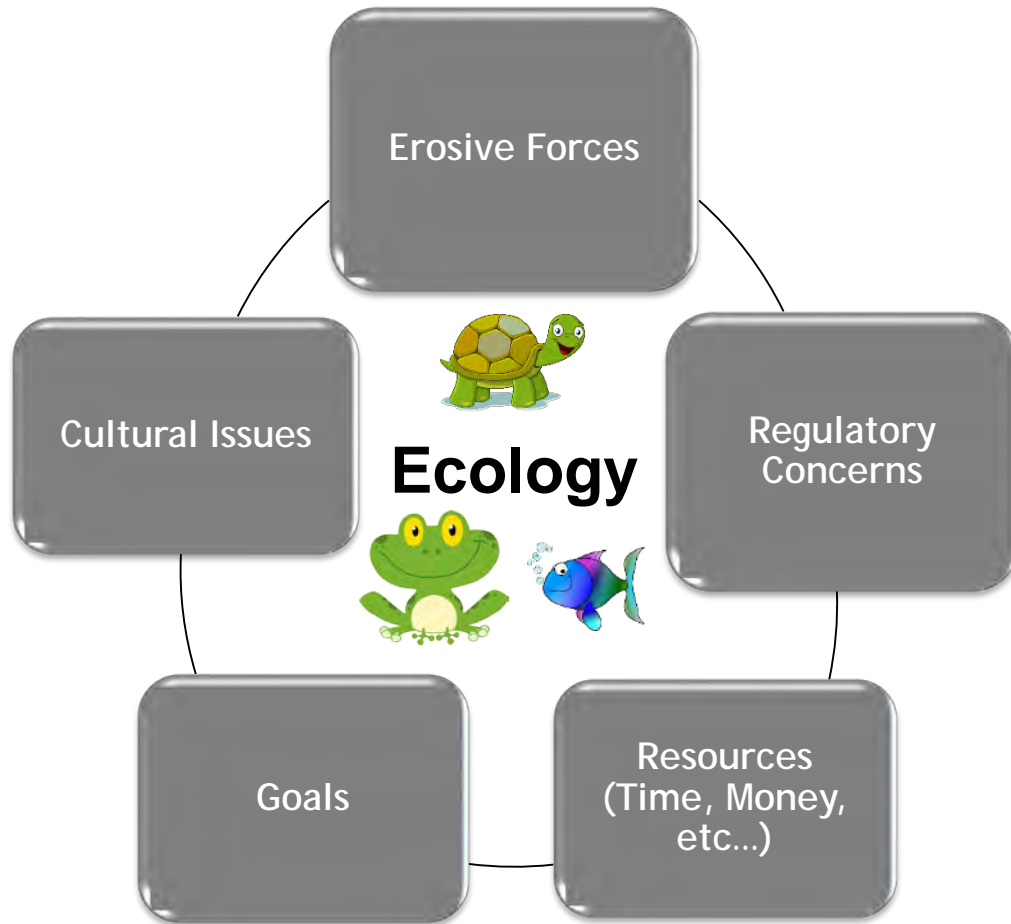 Erosive Forces
Cultural Issues
Regulatory
Concerns
Ecology
Goals
Resources
(Time, Money,
etc...)